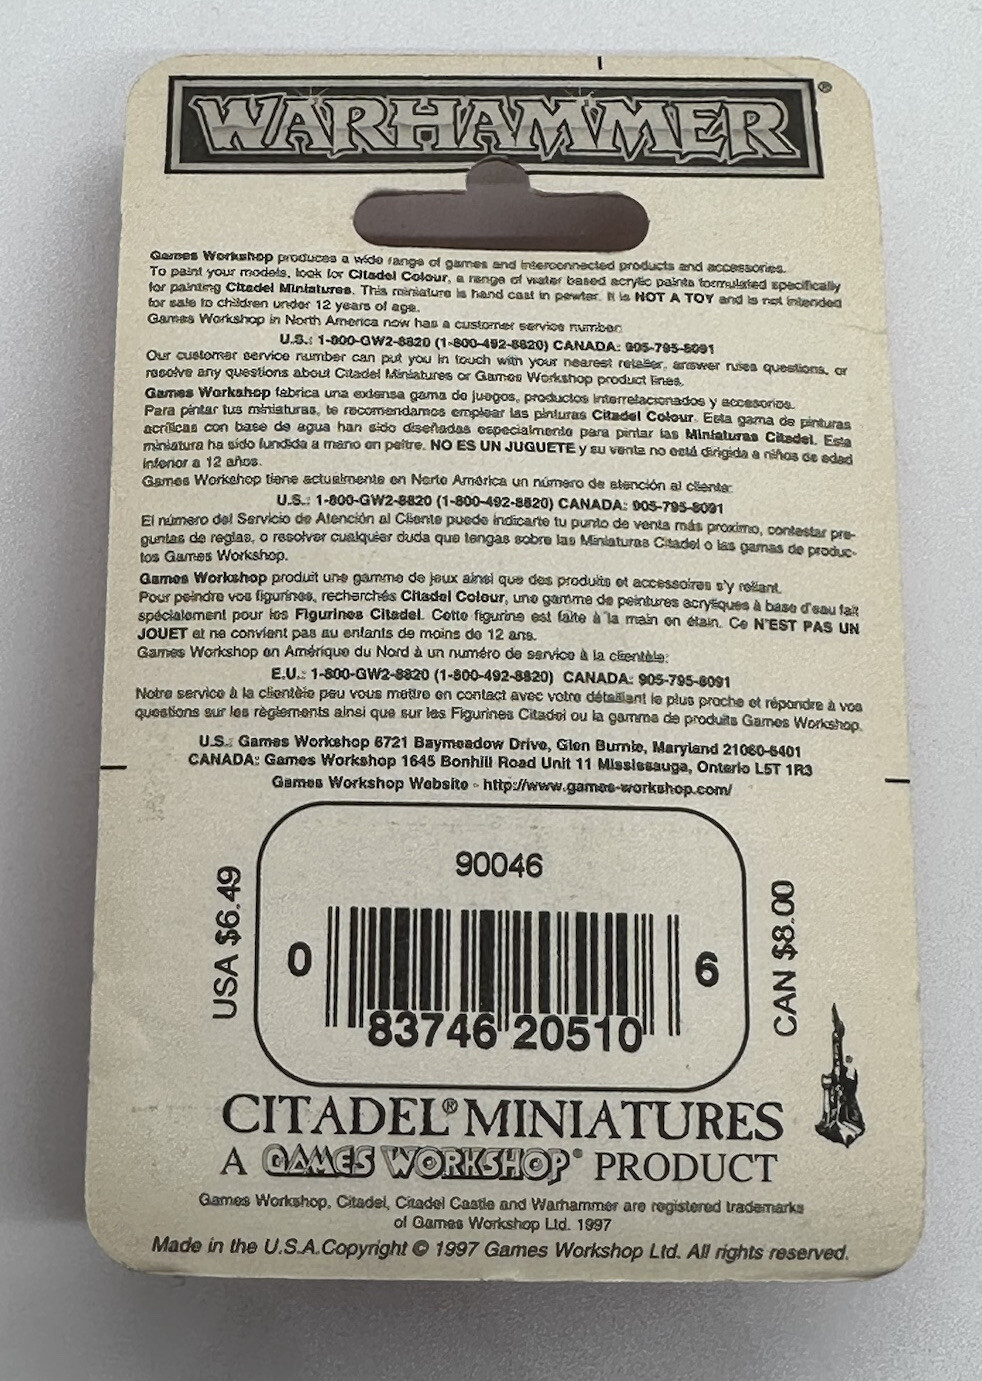 WARHAMMER®
Games Workshop produces a wide range of games and interconnected products and accessories.
To paint your models, look for Citadel Colour, a range of water based acrylic paints formulated specifically
for painting Citadel Miniatures. This miniature is hand cast in pewter. It is NOT A TOY and is not intended
for sale to children under 12 years of age.
Games Workshop in North America now has a customer service number:
U.S.: 1-800-GW2-8820 (1-800-492-8820) CANADA: 905-795-8091
Our customer service number can put you in touch with your nearest retailer, answer rules questions, or
resolve any questions about Citadel Miniatures or Games Workshop product lines.
Games Workshop fabrica una extensa gama de juegos, productos interrelacionados y accesorios.
Para pintar tus miniaturas, te recomendamos emplear las pinturas Citadel Colour. Esta gama de pinturas
acrílicas con base de agua han sido diseñadas especialmente para pintar las Miniaturas Citadel. Esta
miniatura ha sido fundida a mano en peltre. NO ES UN JUGUETE y su venta no está dirigida a niños de edad
inferior a 12 años.
Games Workshop tiene actualmente en Norte América un número de atención al cliente:
U.S.: 1-800-GW2-8820 (1-800-492-8820) CANADA: 905-795-8091
El número del Servicio de Atención al Cliente puede indicarte tu punto de venta más proximo, contestar pre-
guntas de reglas, o resolver cualquier duda que tengas sobre las Miniaturas Citadel o las gamas de produc-
tos Games Workshop.
Games Workshop produit une gamme de jeux ainsi que des produits et accessoires s'y reliant.
Pour peindre vos figurines, recherchés Citadel Colour, une gamme de peintures acryliques à base d'eau fait
spécialement pour les Figurines Citadel. Cette figurine est faite à la main en étain. Ce N'EST PAS UN
JOUET et ne convient pas au enfants de moins de 12 ans.
Games Workshop en Amérique du Nord à un numéro de service à la clientèle:
E.U.: 1-800-GW2-8820 (1-800-492-8820) CANADA: 905-795-8091
Notre service à la clientèle peu vous mettre en contact avec votre détaillant le plus proche et répondre à vos
questions sur les règlements ainsi que sur les Figurines Citadel ou la gamme de produits Games Workshop.
U.S.: Games Workshop 6721 Baymeadow Drive, Glen Burnie, Maryland 21060-6401
CANADA: Games Workshop 1645 Bonhill Road Unit 11 Mississauga, Ontario L5T 1R3
Games Workshop Website - http://www.games-workshop.com/
USA $6.49
90046
0 83746 20510 6
CAN $8.00
CITADEL® MINIATURES
A GAMES WORKSHOP® PRODUCT
Games Workshop, Citadel, Citadel Castle and Warhammer are registered trademarks
of Games Workshop Ltd. 1997
Made in the U.S.A. Copyright © 1997 Games Workshop Ltd. All rights reserved.